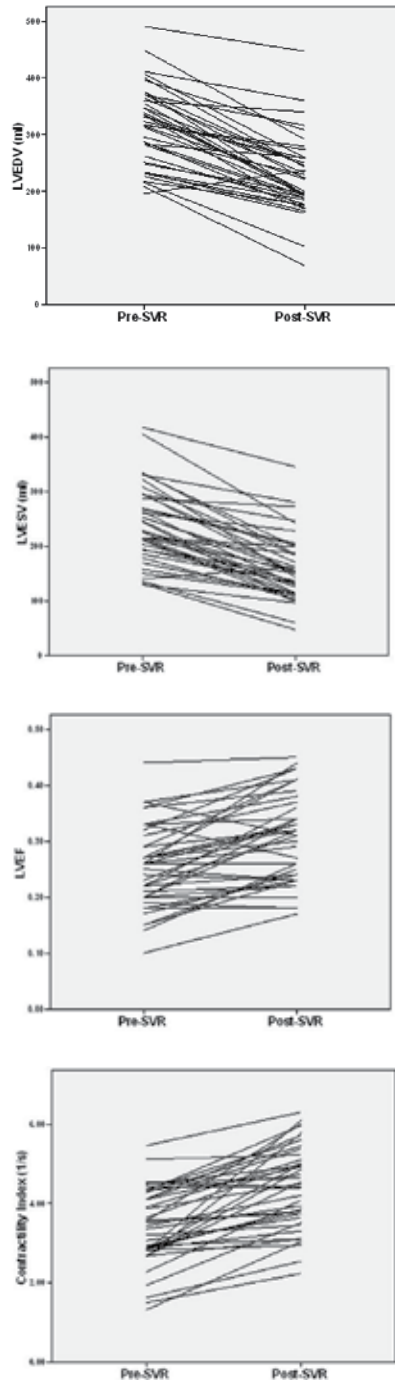 500
400
300
200
100
0
LVEDV (ml)
Pre-SVR
Post-SVR
500
400
300
200
100
0
LVESV (ml)
Pre-SVR
Post-SVR
0.50
0.40
0.30
0.20
0.10
0.00
LVEF
Pre-SVR
Post-SVR
6.00
4.00
2.00
0.00
Contractility Index (1/s)
Pre-SVR
Post-SVR